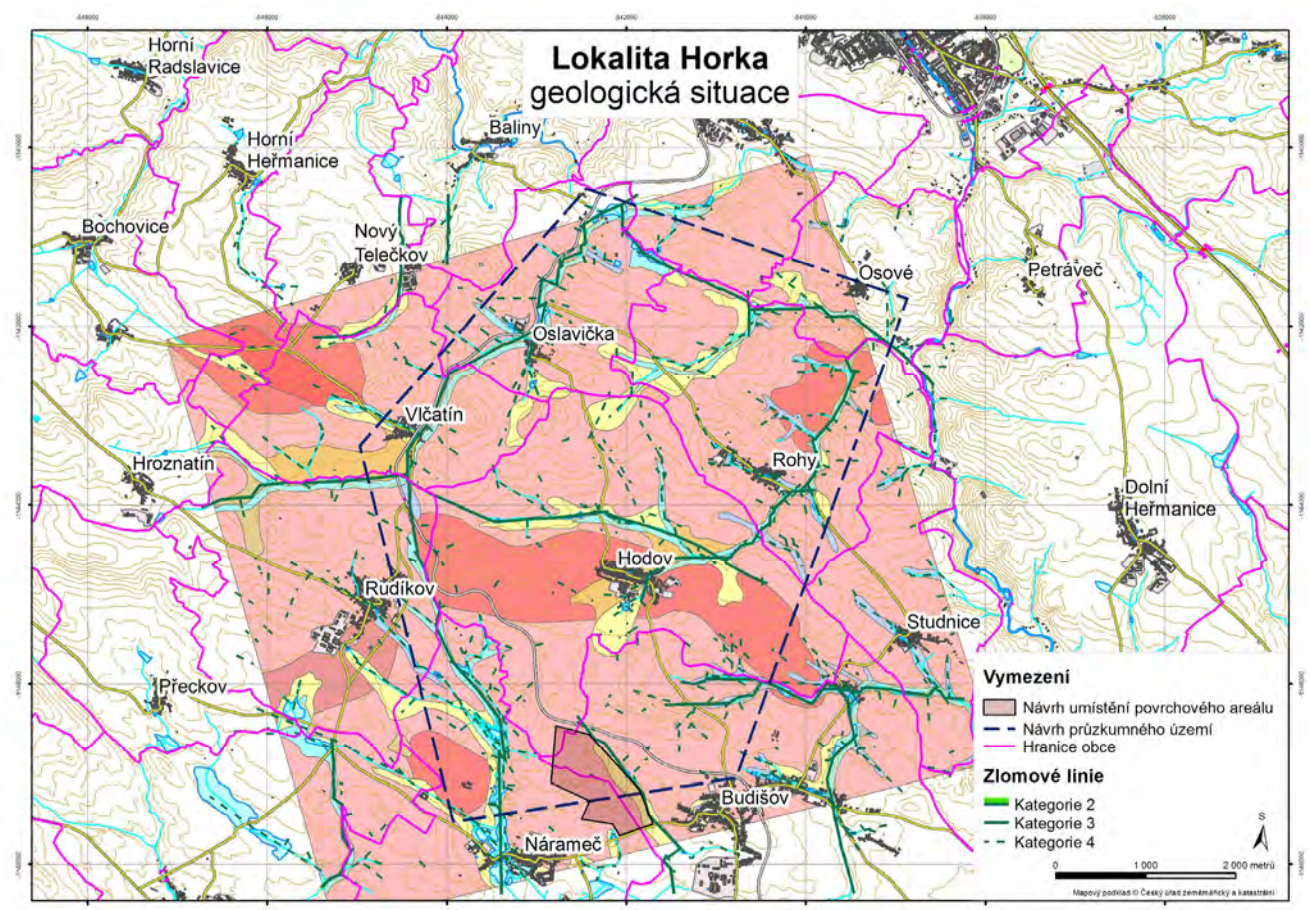 Lokalita Horka
geologická situace
Horní
Radslavice
Baliny
Horní
Heřmanice
Bochovice
Nový
Telečkov
Osové
Petráveč
Oslavička
Vlčatín
Hroznatín
Rohy
Dolní
Heřmanice
Hodov
Rudíkov
Studnice
Přeckov
Budišov
Nárameč
Vymezení
Návrh umístění povrchového areálu
Návrh průzkumného území
Hranice obce
Zlomové linie
Kategorie 2
Kategorie 3
Kategorie 4
S
0 1 000 2 000 metrů
Mapový podklad © Český úřad zeměměřický a katastrální